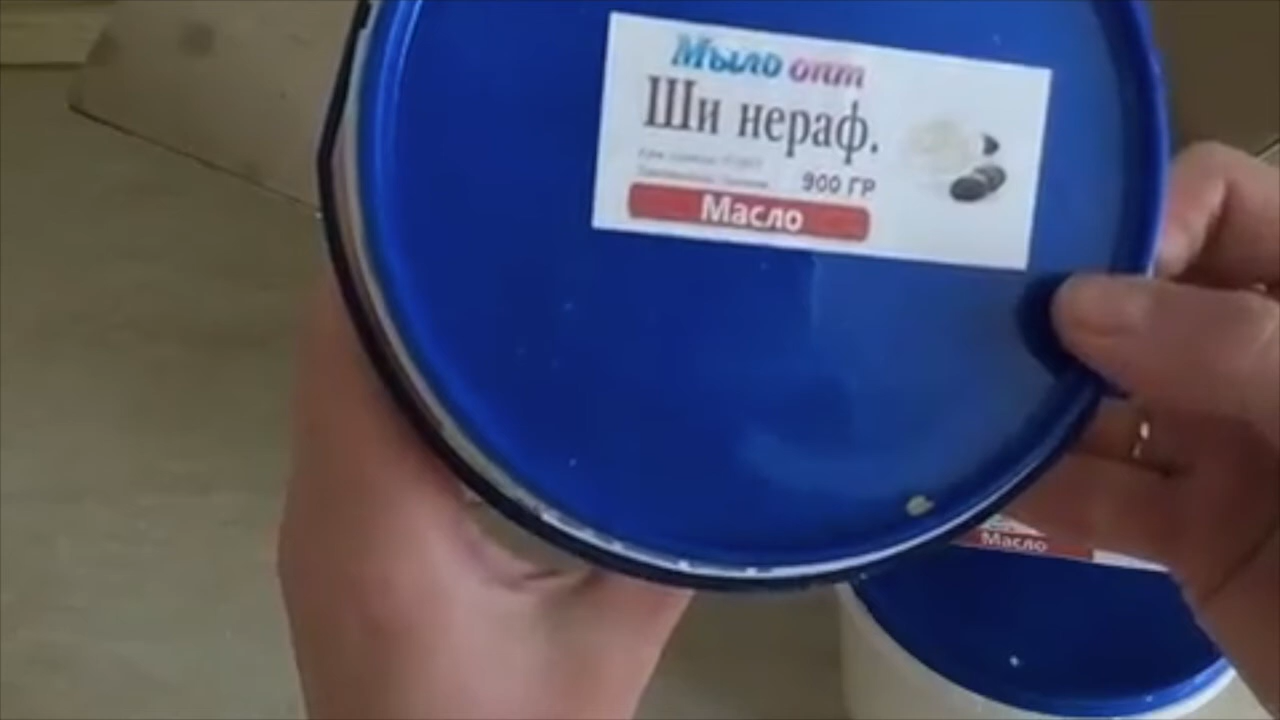 Мыло опт
Ши нераф.
900 ГР
Масло
Масло